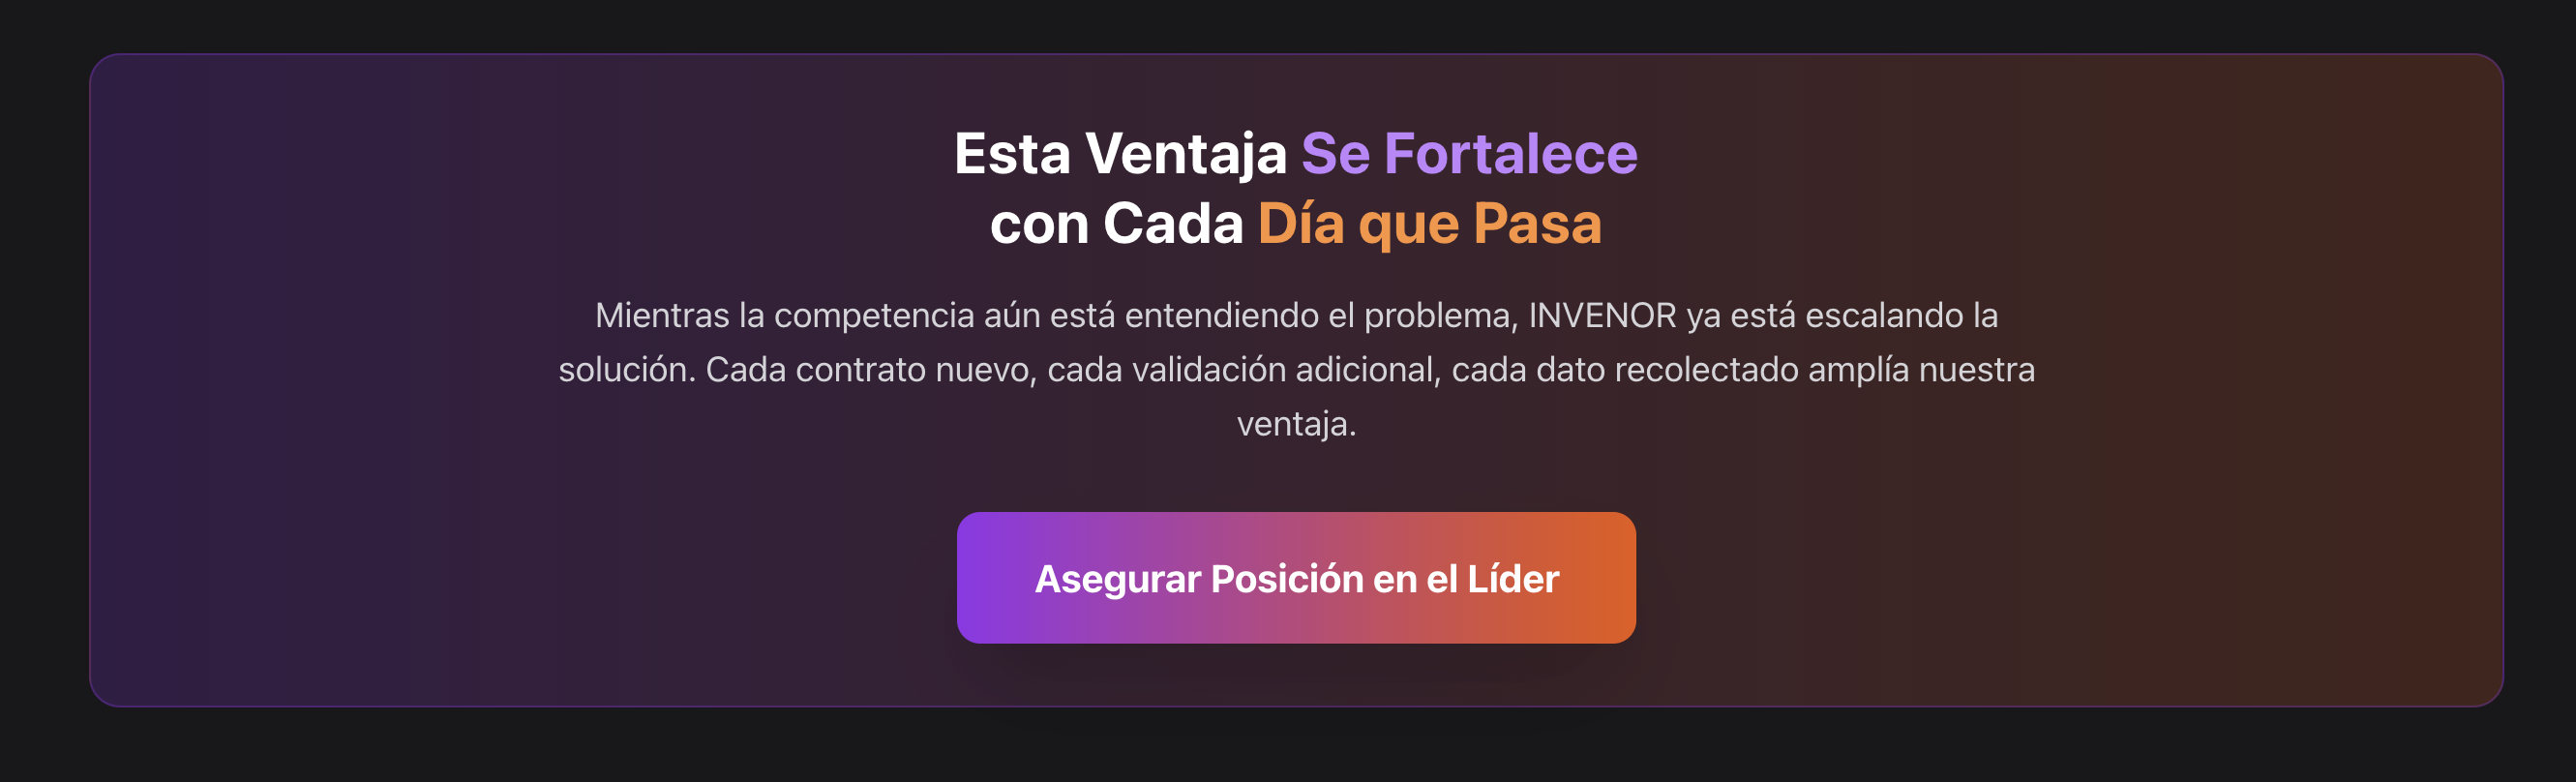 Esta Ventaja Se Fortalece
con Cada Día que Pasa
Mientras la competencia aún está entendiendo el problema, INVENOR ya está escalando la
solución. Cada contrato nuevo, cada validación adicional, cada dato recolectado amplía nuestra
ventaja.
Asegurar Posición en el Líder